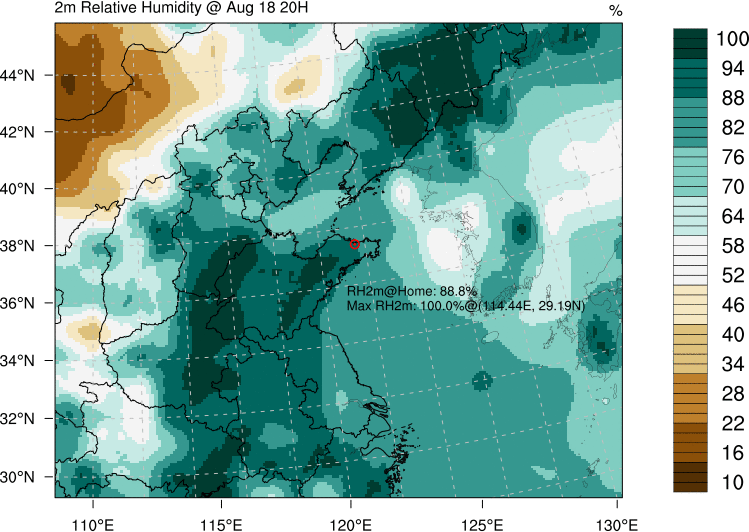 2m Relative Humidity @ Aug 18 20H
%
44°N
42°N
40°N
38°N
36°N
34°N
32°N
30°N
110°E
115°E
120°E
125°E
130°E
RH2m@Home: 88.8%
Max RH2m: 100.0%@(114.44E, 29.19N)
100
94
88
82
76
70
64
58
52
46
40
34
28
22
16
10